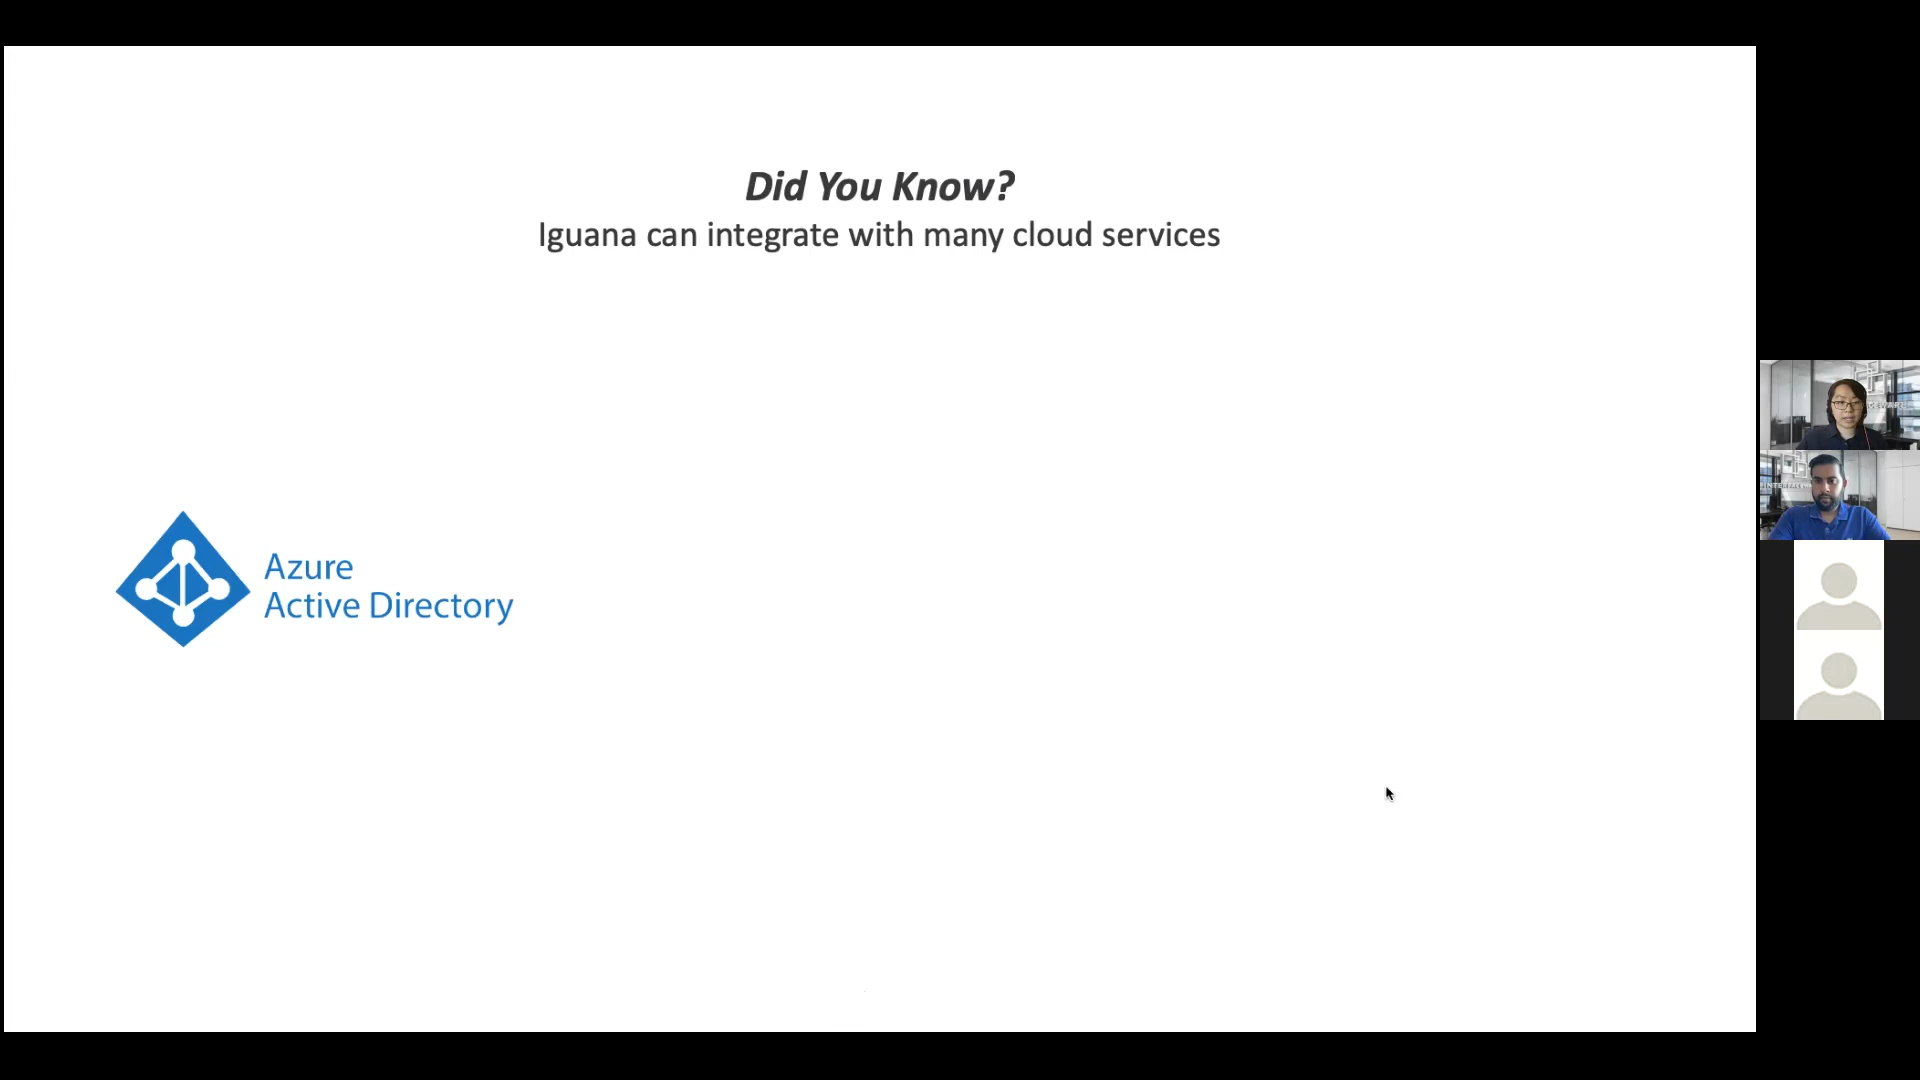 Did You Know?
Iguana can integrate with many cloud services
Azure
Active Directory